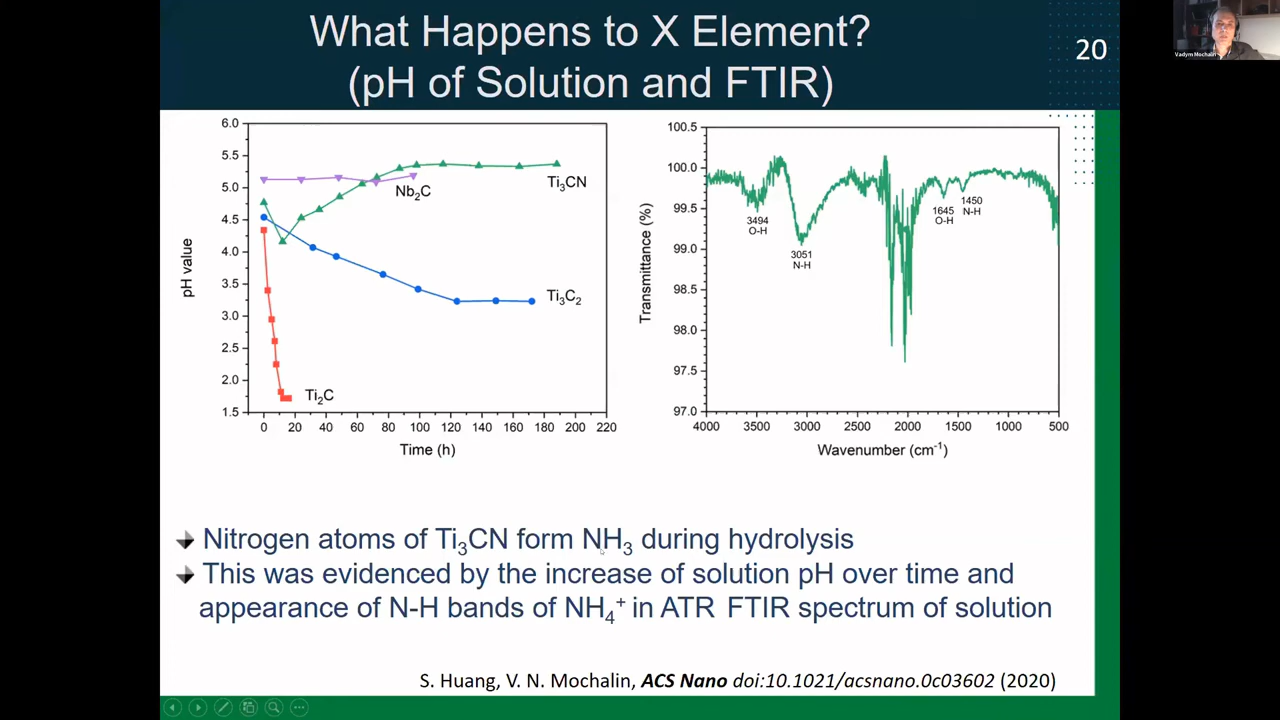 What Happens to X Element?
(pH of Solution and FTIR)
20
Vadym Mochalin
6.0
5.5
5.0
4.5
4.0
3.5
3.0
2.5
2.0
1.5
pH value
0 20 40 60 80 100 120 140 160 180 200 220
Time (h)
Ti₃CN
Nb₂C
Ti₃C₂
Ti₂C
100.5
100.0
99.5
99.0
98.5
98.0
97.5
97.0
Transmittance (%)
3494
O-H
3051
N-H
1645
O-H
1450
N-H
4000 3500 3000 2500 2000 1500 1000 500
Wavenumber (cm⁻¹)
Nitrogen atoms of Ti₃CN form NH₃ during hydrolysis
This was evidenced by the increase of solution pH over time and
appearance of N-H bands of NH₄⁺ in ATR FTIR spectrum of solution
S. Huang, V. N. Mochalin, ACS Nano doi:10.1021/acsnano.0c03602 (2020)